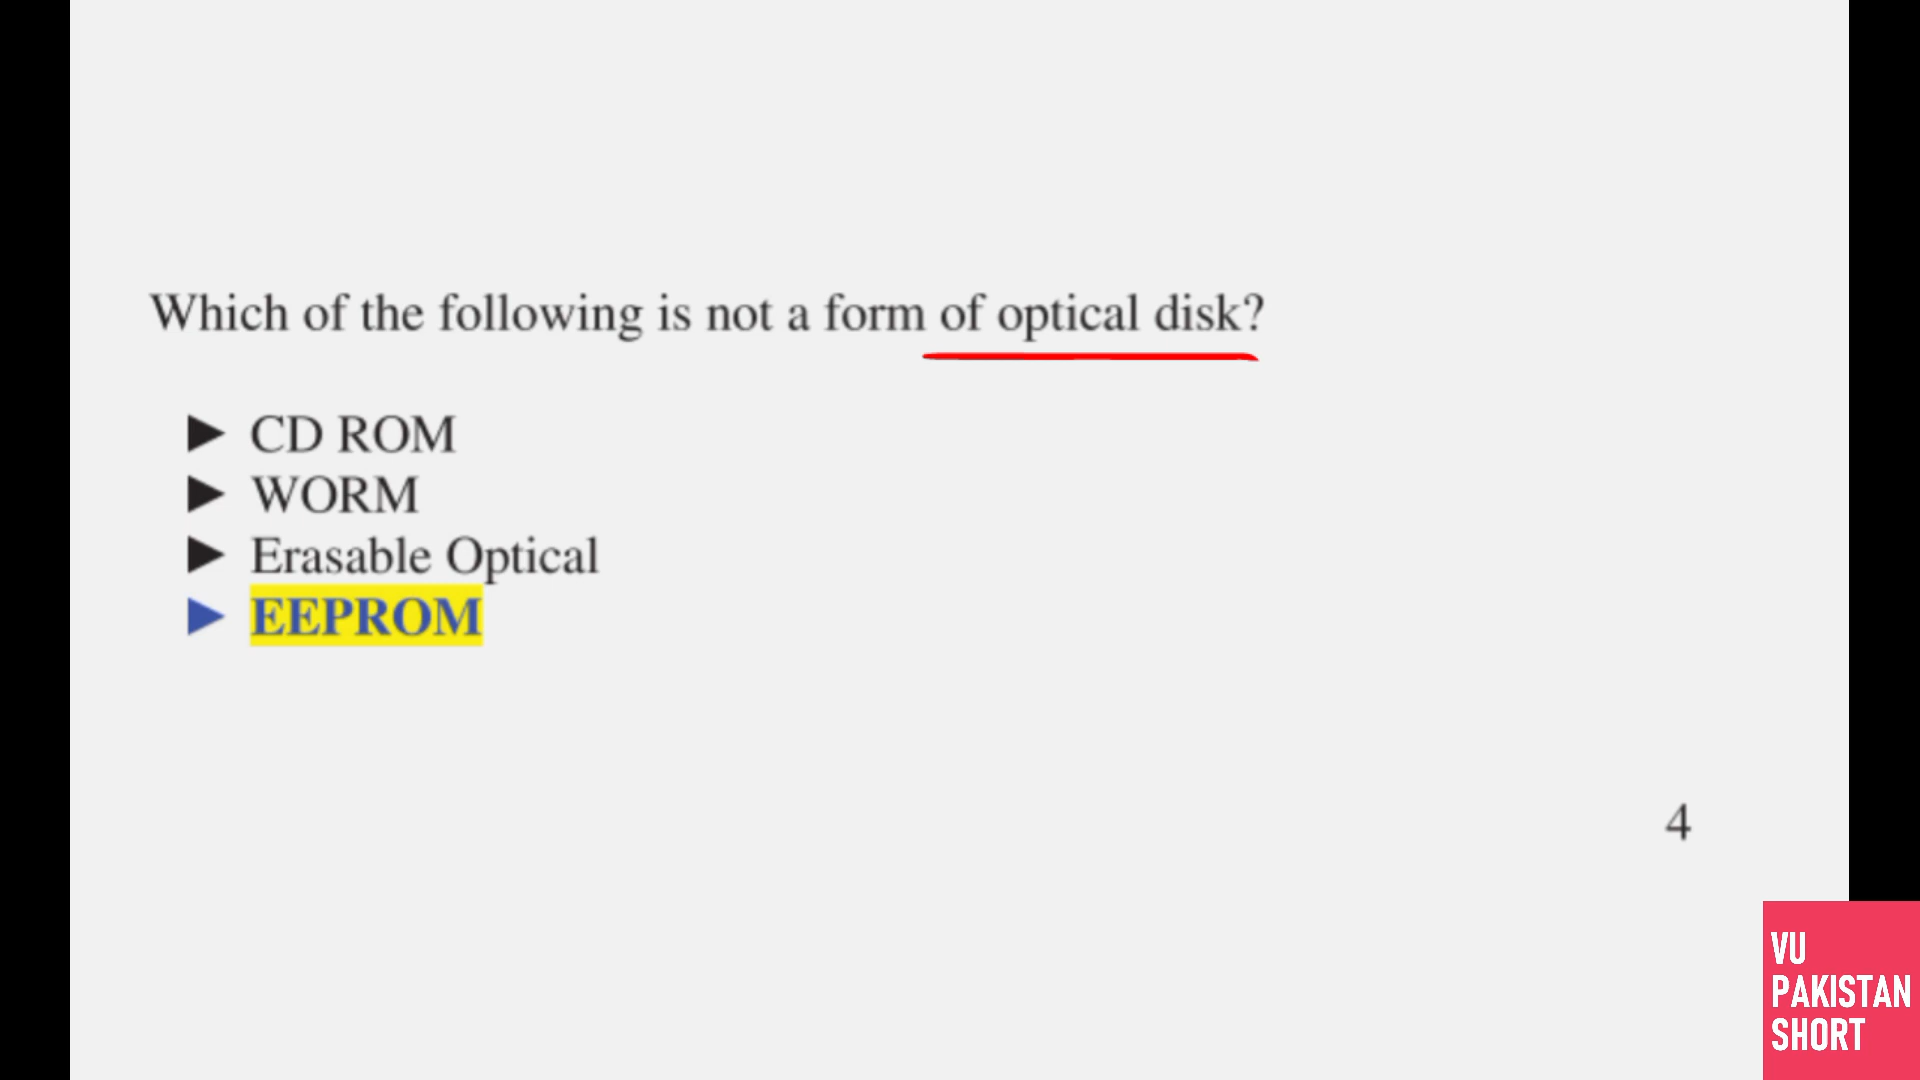 Which of the following is not a form of optical disk?
► CD ROM
► WORM
► Erasable Optical
► EEPROM
4
VU
PAKISTAN
SHORT